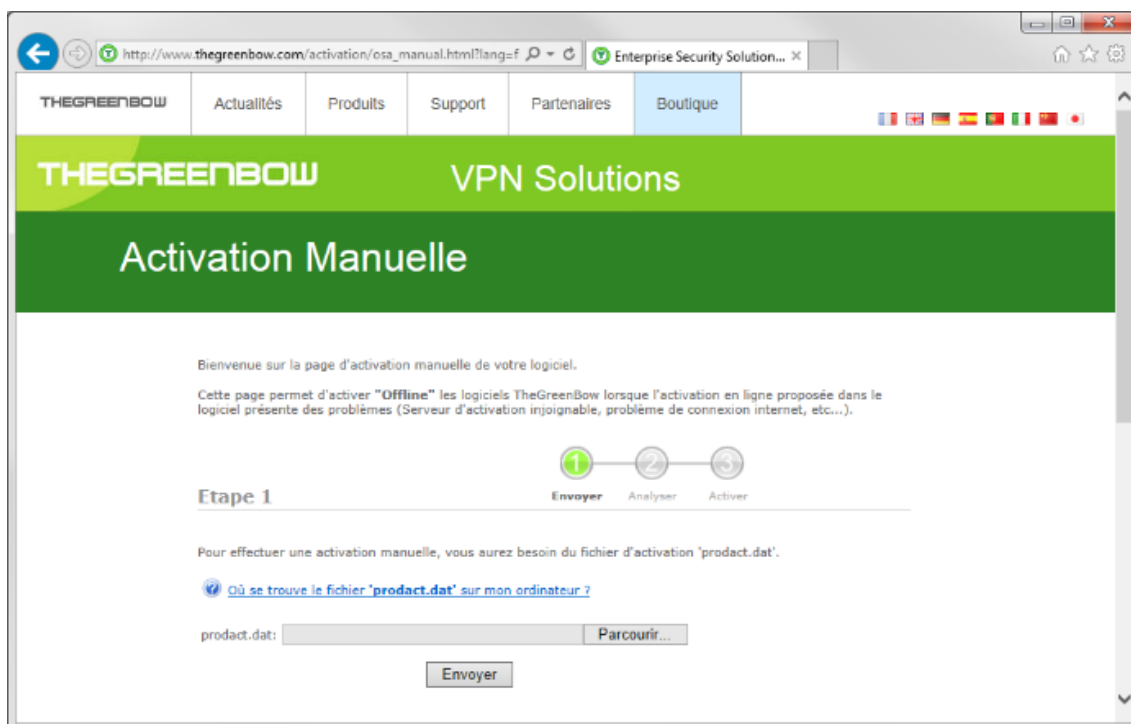 http://www.thegreenbow.com/activation/osa_manual.html?lang=f
Enterprise Security Solution...
THEGREENBOW
Actualités
Produits
Support
Partenaires
Boutique
THEGREENBOW
VPN Solutions
Activation Manuelle
Bienvenue sur la page d'activation manuelle de votre logiciel.
Cette page permet d'activer "Offline" les logiciels TheGreenBow lorsque l'activation en ligne proposée dans le
logiciel présente des problèmes (Serveur d'activation injoignable, problème de connexion internet, etc...).
1
2
3
Etape 1
Envoyer
Analyser
Activer
Pour effectuer une activation manuelle, vous aurez besoin du fichier d'activation 'prodact.dat'.
Où se trouve le fichier 'prodact.dat' sur mon ordinateur ?
prodact.dat:
Parcourir...
Envoyer